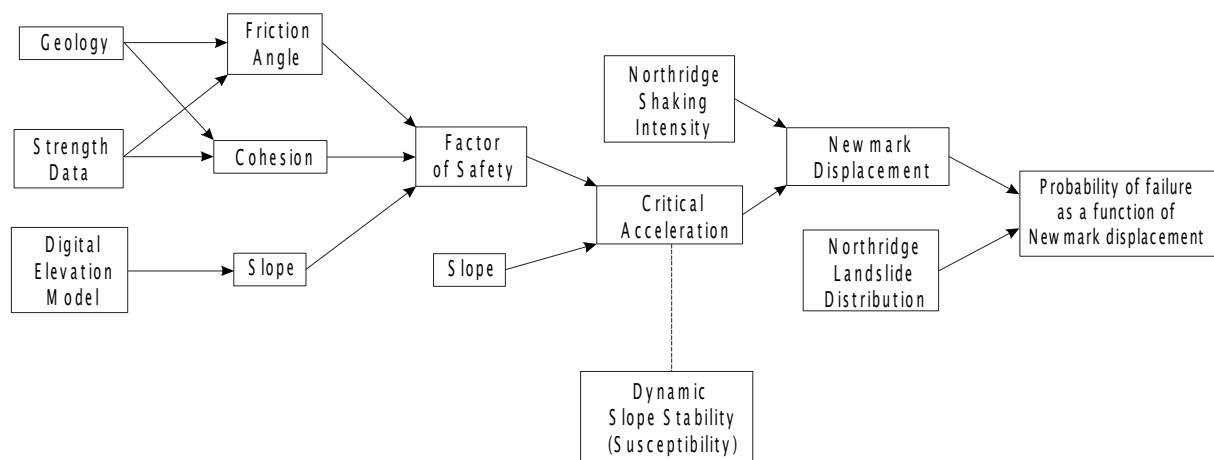 Geology
Friction
Angle
Strength
Data
Cohesion
Digital
Elevation
Model
Slope
Factor
of Safety
Slope
Critical
Acceleration
Dynamic
Slope Stability
(Susceptibility)
Northridge
Shaking
Intensity
Newmark
Displacement
Northridge
Landslide
Distribution
Probability of failure
as a function of
Newmark displacement